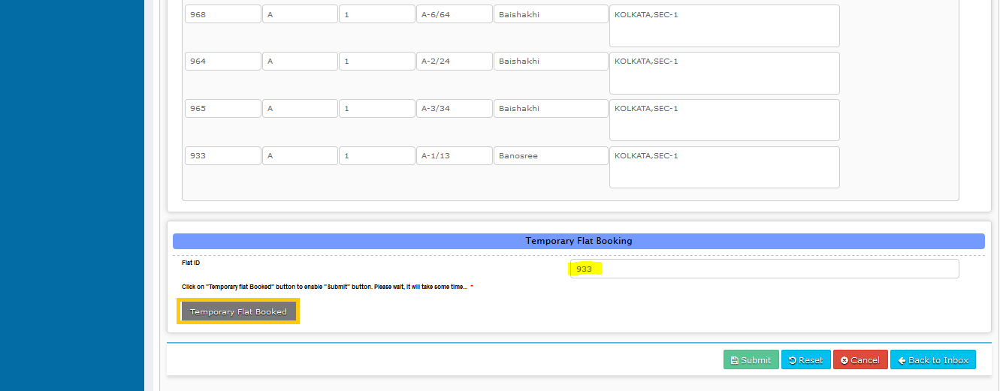 968 A 1 A-6/64 Baishakhi KOLKATA,SEC-1
964 A 1 A-2/24 Baishakhi KOLKATA,SEC-1
965 A 1 A-3/34 Baishakhi KOLKATA,SEC-1
933 A 1 A-1/13 Banosree KOLKATA,SEC-1
Temporary Flat Booking
Flat ID 933
Click on "Temporary flat Booked" button to enable "Submit" button. Please wait, it will take some time... *
Temporary Flat Booked
Submit Reset Cancel Back to Inbox